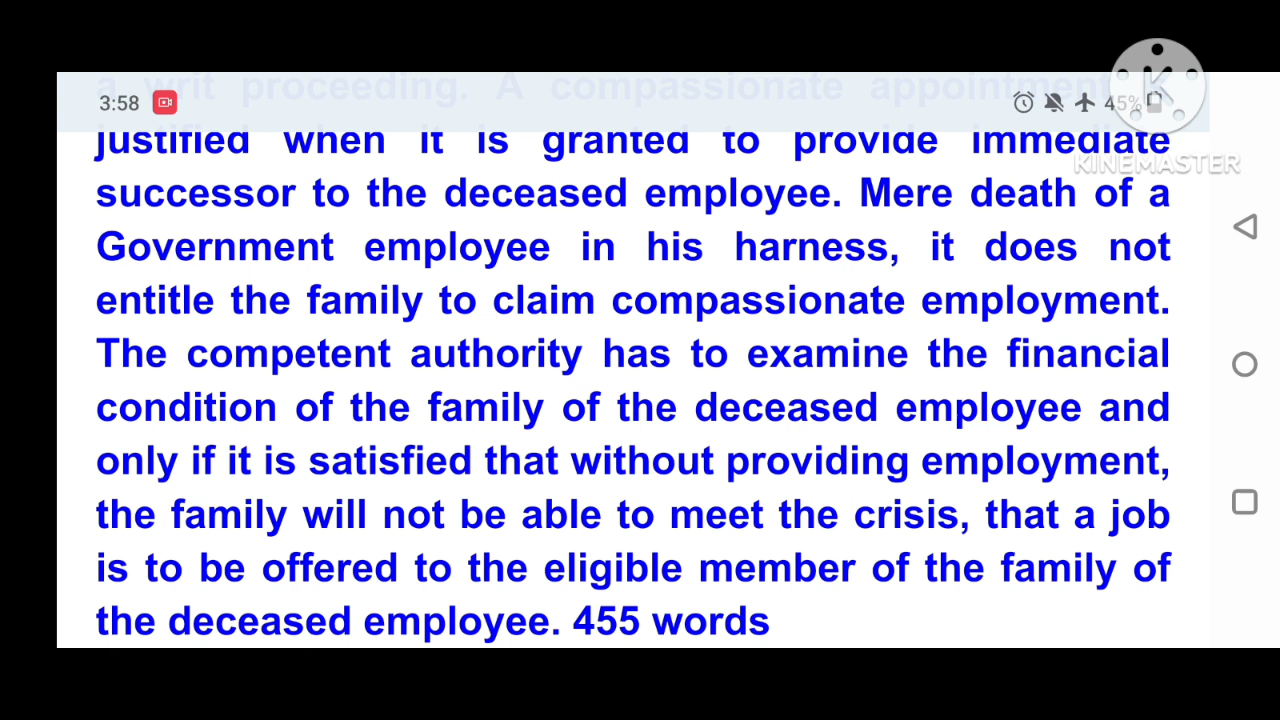 a writ proceeding. A compassionate appointment
3:58
45%
KINEMASTER
justified when it is granted to provide immediate
successor to the deceased employee. Mere death of a
Government employee in his harness, it does not
entitle the family to claim compassionate employment.
The competent authority has to examine the financial
condition of the family of the deceased employee and
only if it is satisfied that without providing employment,
the family will not be able to meet the crisis, that a job
is to be offered to the eligible member of the family of
the deceased employee. 455 words